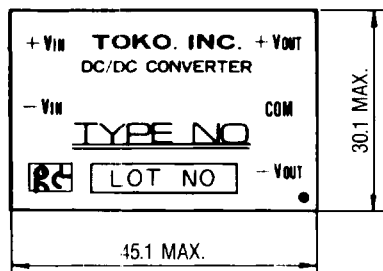 +VIN TOKO. INC. +VOUT
DC/DC CONVERTER
-VIN COM
TYPE NO
LOT NO -VOUT
30.1 MAX.
45.1 MAX.